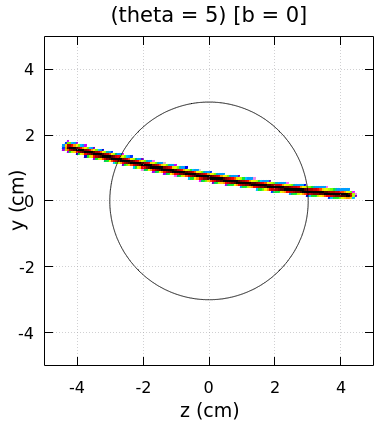 (theta = 5) [b = 0]
4
2
0
-2
-4
y (cm)
-4 -2 0 2 4
z (cm)